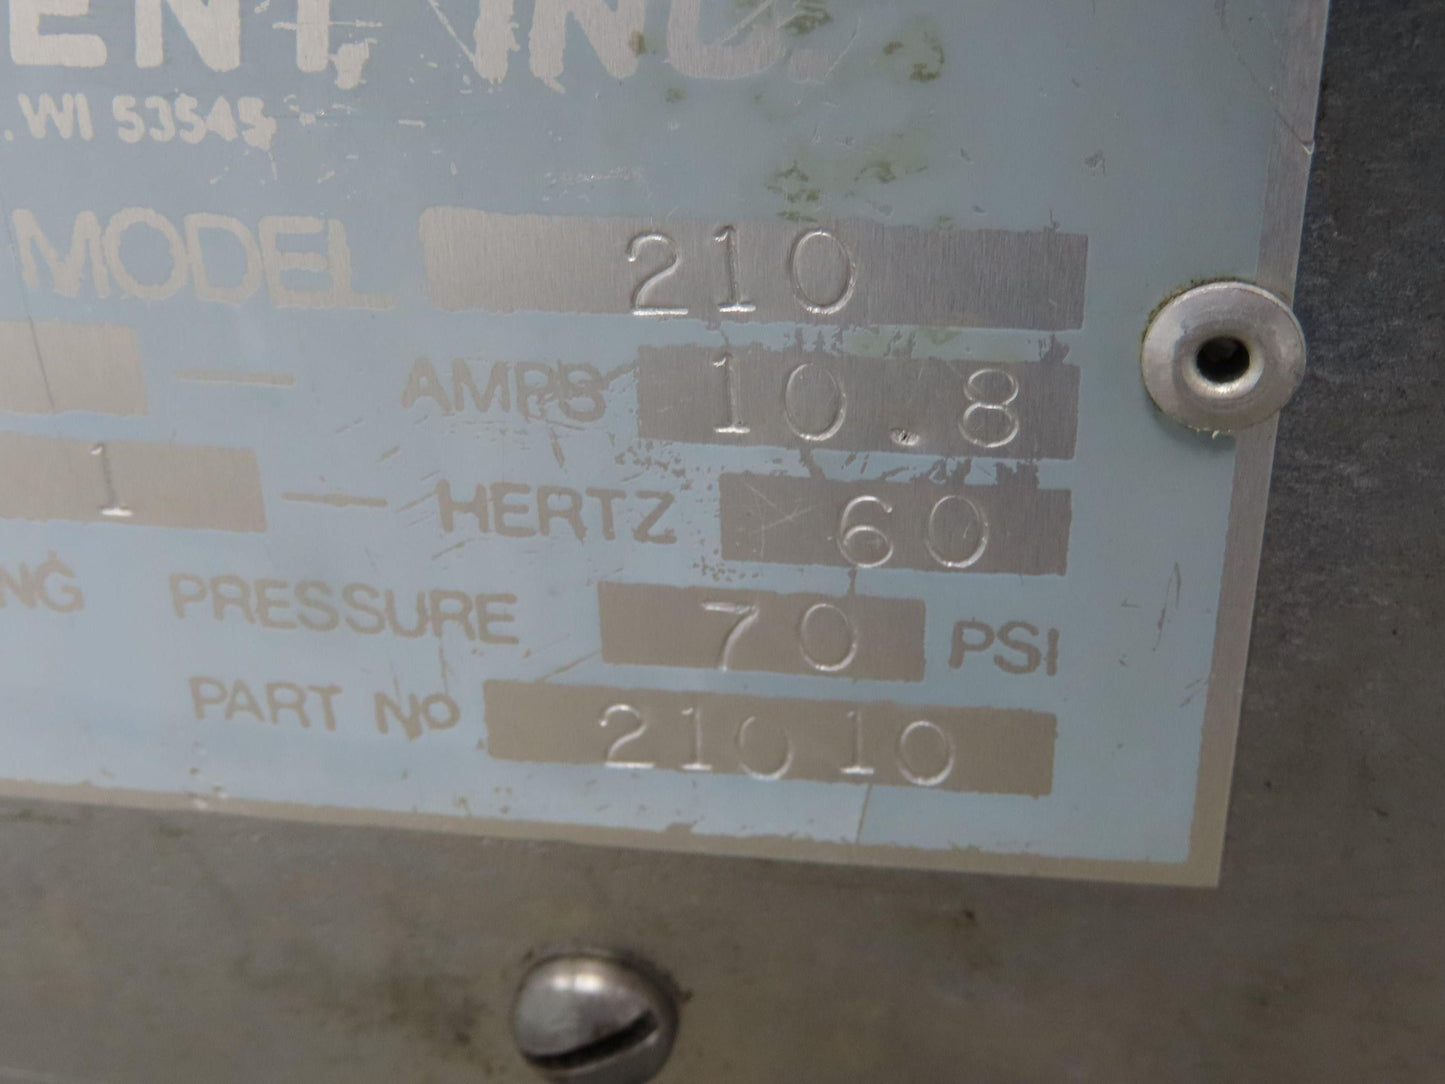 ENT, INC.
. WI 53545
MODEL 210
— AMPS 10.8
1 — HERTZ 60
NG PRESSURE 70 PSI
PART NO 21010